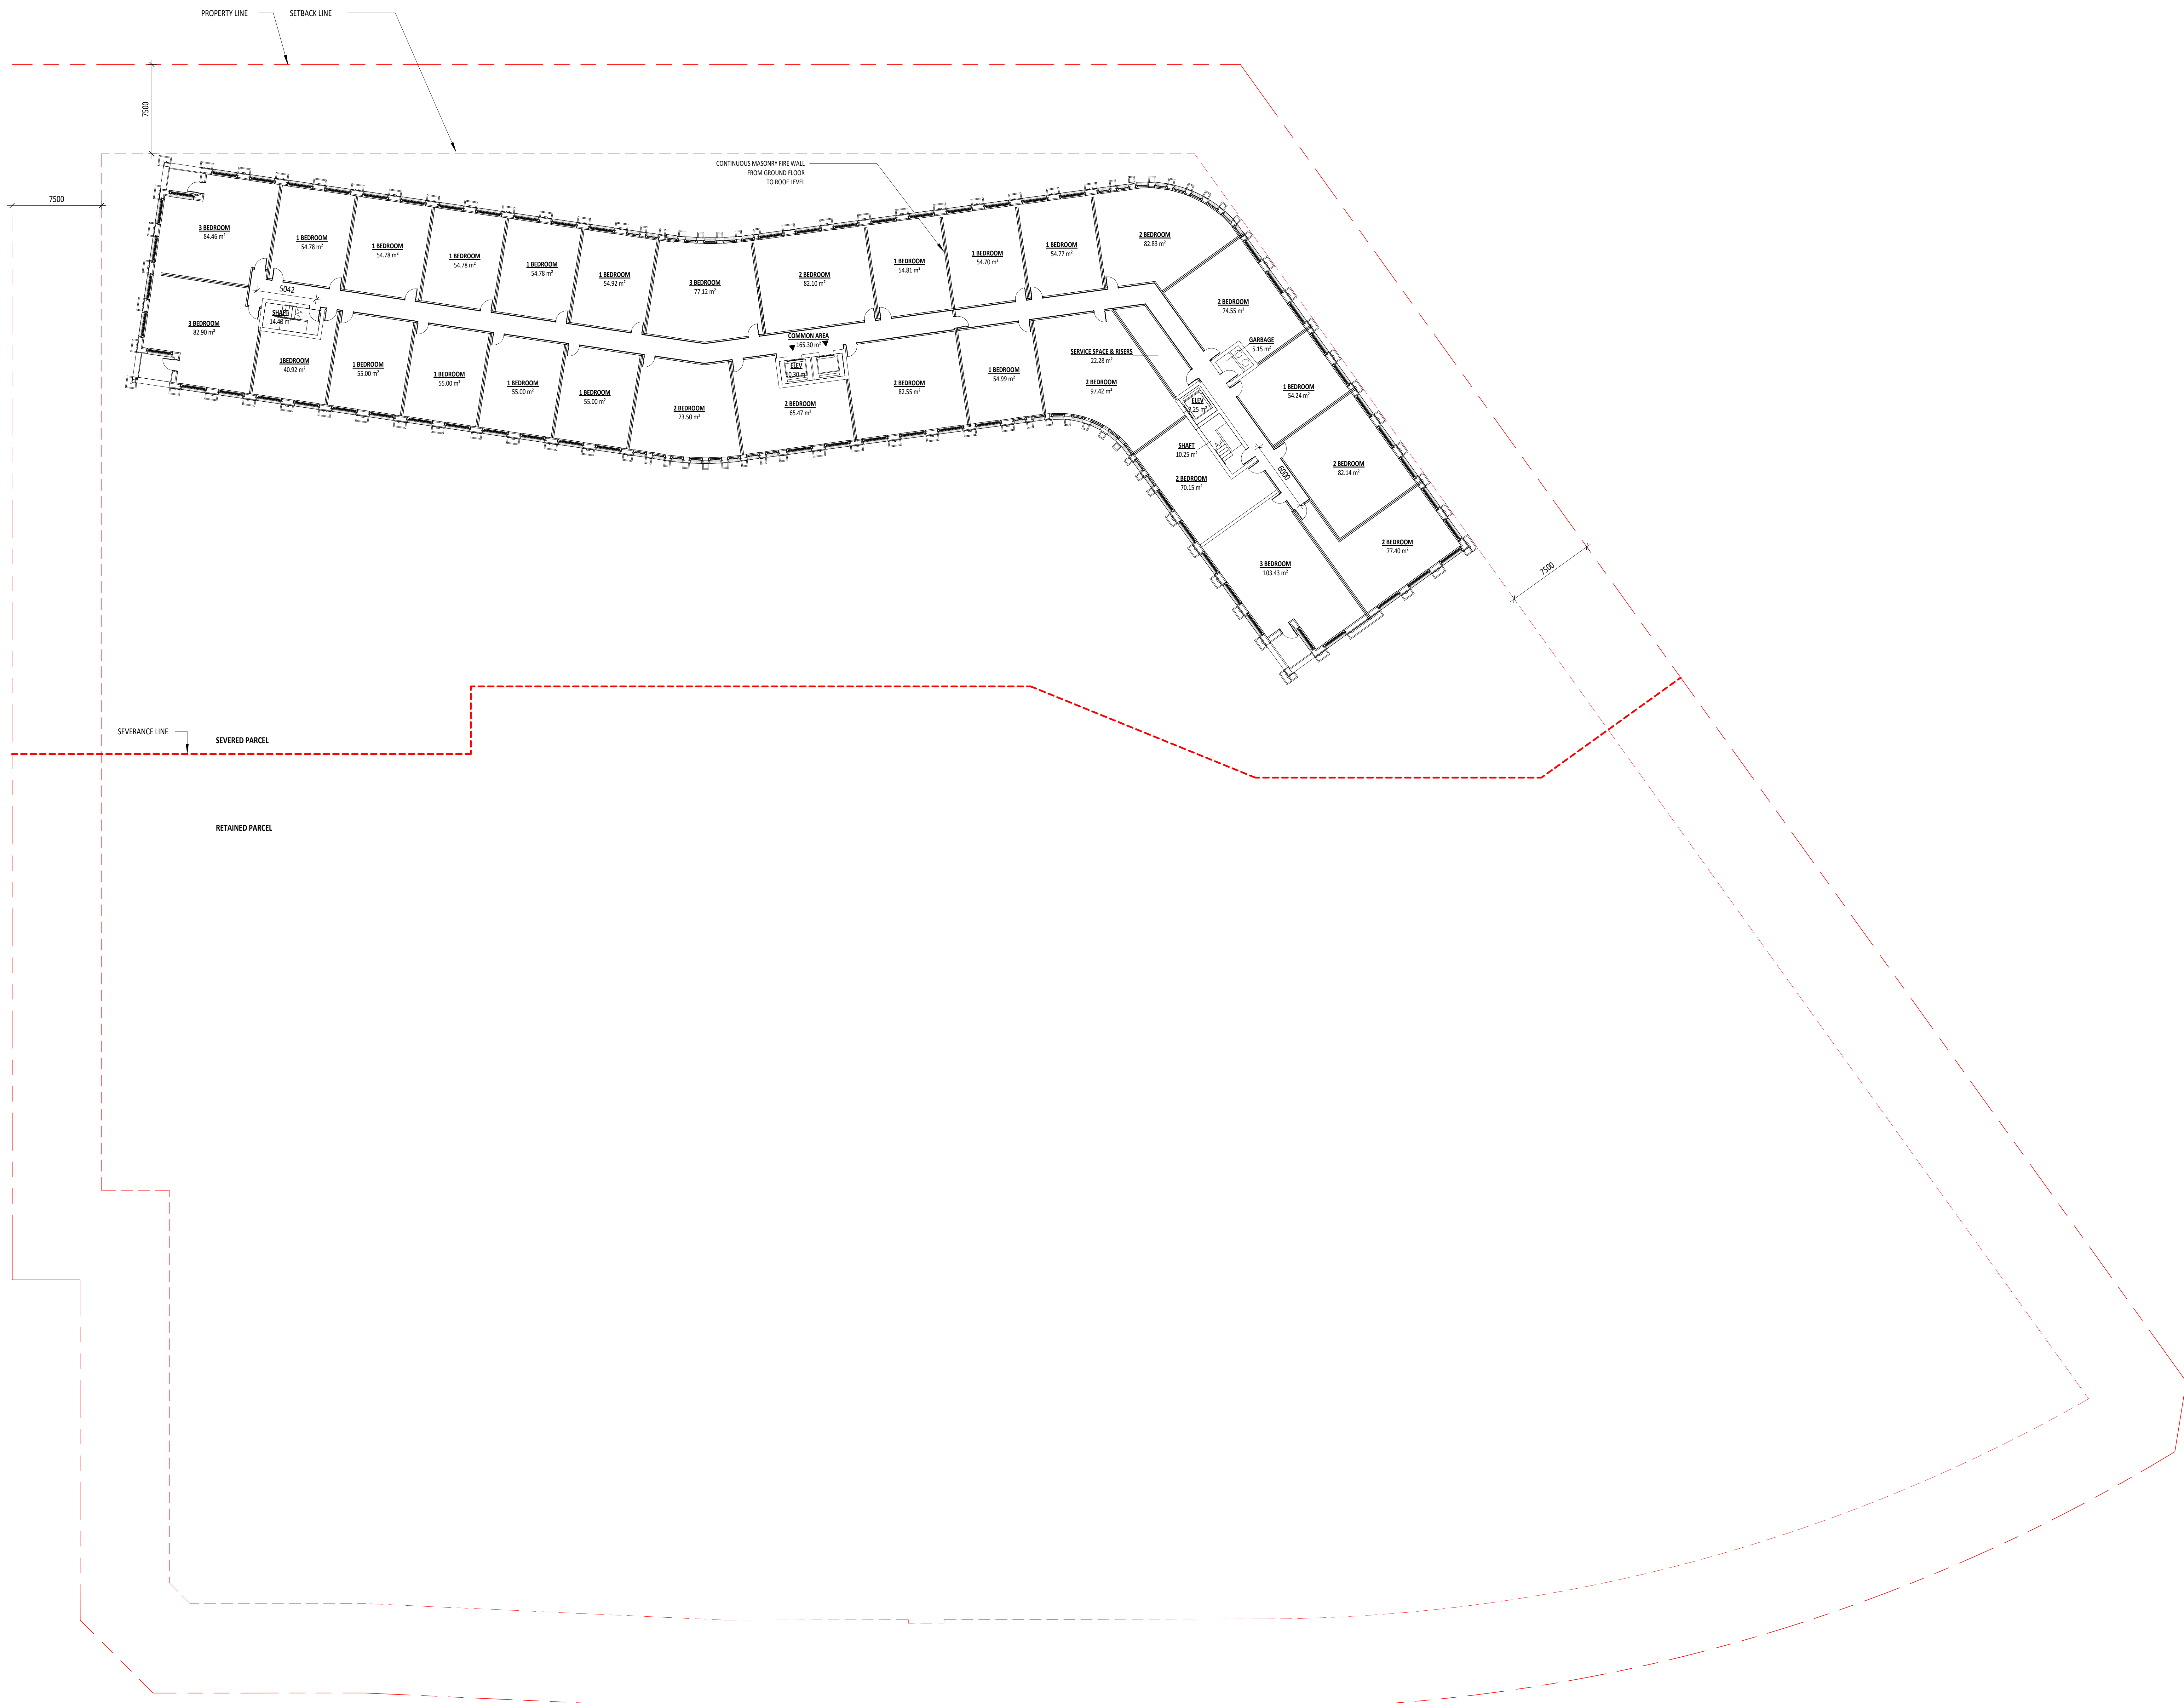 PROPERTY LINE
SETBACK LINE
7500
7500
CONTINUOUS MASONRY FIRE WALL
FROM GROUND FLOOR
TO ROOF LEVEL
3 BEDROOM
84.46 m²
1 BEDROOM
54.78 m²
1 BEDROOM
54.78 m²
1 BEDROOM
54.78 m²
1 BEDROOM
54.78 m²
1 BEDROOM
54.92 m²
3 BEDROOM
77.12 m²
2 BEDROOM
82.10 m²
1 BEDROOM
54.81 m²
1 BEDROOM
54.70 m²
1 BEDROOM
54.77 m²
2 BEDROOM
82.83 m²
2 BEDROOM
74.55 m²
GARBAGE
5.15 m²
5042
SHAFT
14.48 m²
3 BEDROOM
82.90 m²
1BEDROOM
40.92 m²
1 BEDROOM
55.00 m²
1 BEDROOM
55.00 m²
1 BEDROOM
55.00 m²
1 BEDROOM
55.00 m²
2 BEDROOM
73.50 m²
COMMON AREA
165.30 m²
ELEV
10.30 m²
2 BEDROOM
65.47 m²
2 BEDROOM
82.55 m²
1 BEDROOM
54.99 m²
SERVICE SPACE & RISERS
22.28 m²
2 BEDROOM
97.42 m²
ELEV
7.25 m²
1 BEDROOM
54.24 m²
SHAFT
10.25 m²
6000
2 BEDROOM
82.14 m²
2 BEDROOM
70.15 m²
2 BEDROOM
77.40 m²
3 BEDROOM
103.43 m²
7500
SEVERANCE LINE
SEVERED PARCEL
RETAINED PARCEL